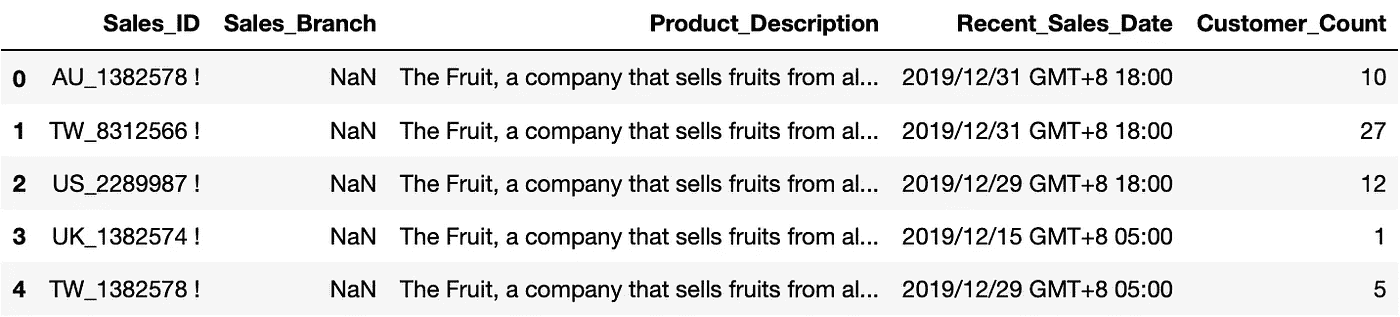 Sales_ID Sales_Branch Product_Description Recent_Sales_Date Customer_Count
0 AU_1382578 ! NaN The Fruit, a company that sells fruits from al... 2019/12/31 GMT+8 18:00 10
1 TW_8312566 ! NaN The Fruit, a company that sells fruits from al... 2019/12/31 GMT+8 18:00 27
2 US_2289987 ! NaN The Fruit, a company that sells fruits from al... 2019/12/29 GMT+8 18:00 12
3 UK_1382574 ! NaN The Fruit, a company that sells fruits from al... 2019/12/15 GMT+8 05:00 1
4 TW_1382578 ! NaN The Fruit, a company that sells fruits from al... 2019/12/29 GMT+8 05:00 5